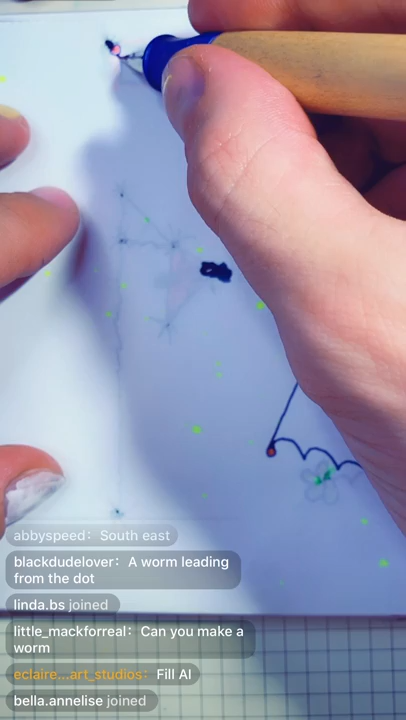 abbyspeed: South east
blackdudelover: A worm leading
from the dot
linda.bs joined
little_mackforreal: Can you make a
worm
eclaire...art_studios: Fill AI
bella.annelise joined